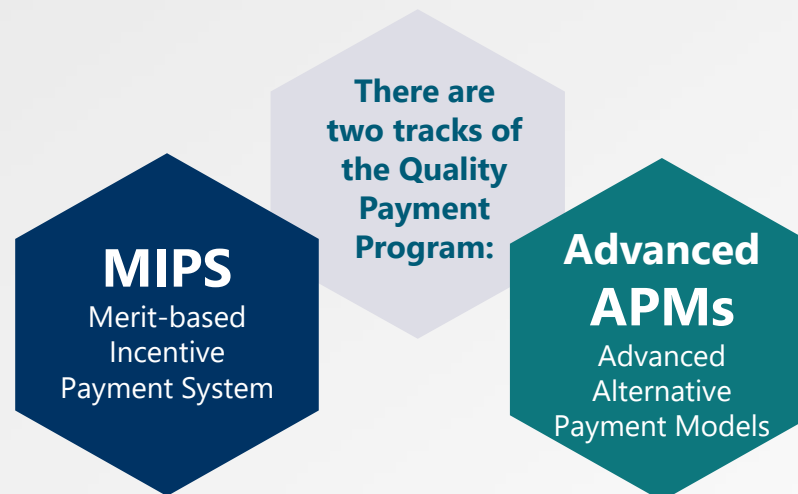 There are
two tracks of
the Quality
Payment
Program:
MIPS
Merit-based
Incentive
Payment System
Advanced
APMs
Advanced
Alternative
Payment Models